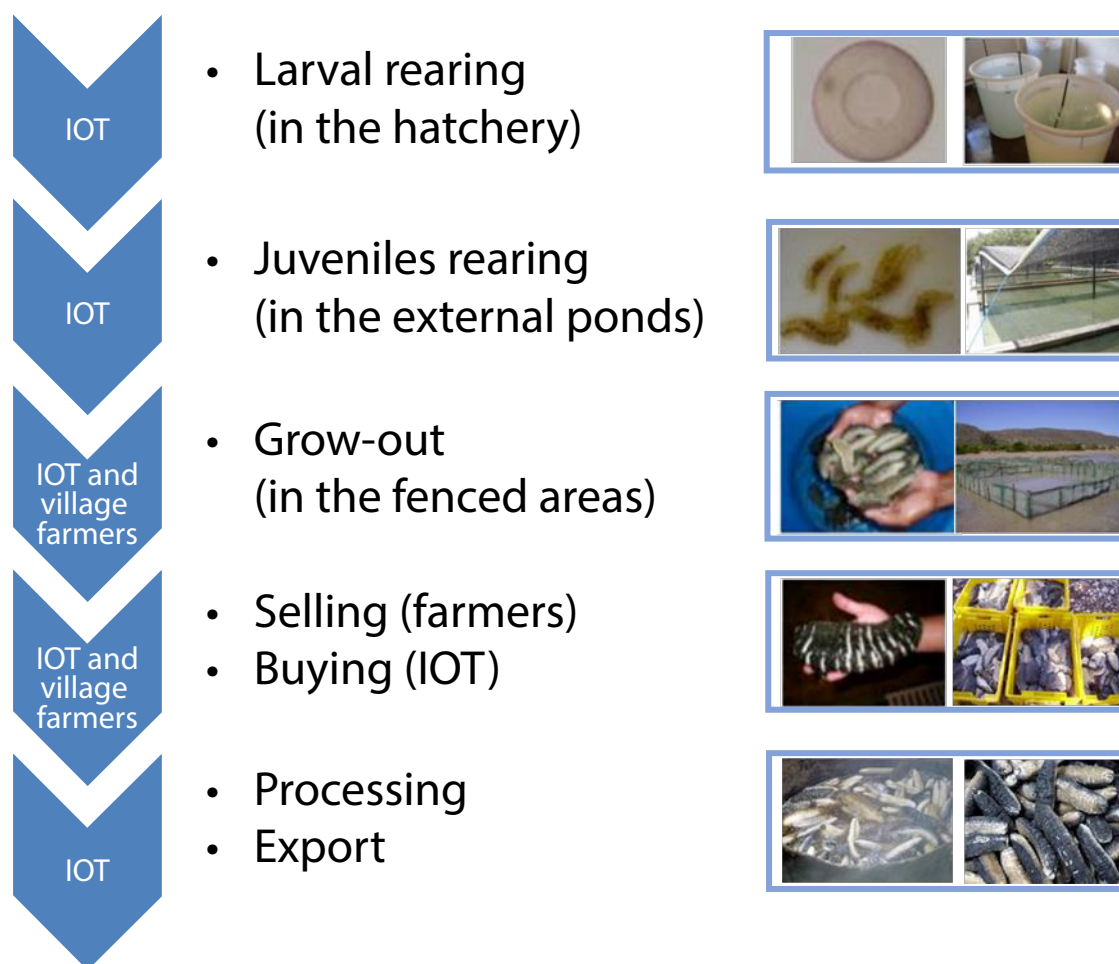 IOT
• Larval rearing
(in the hatchery)
IOT
• Juveniles rearing
(in the external ponds)
IOT and
village
farmers
• Grow-out
(in the fenced areas)
IOT and
village
farmers
• Selling (farmers)
• Buying (IOT)
IOT
• Processing
• Export